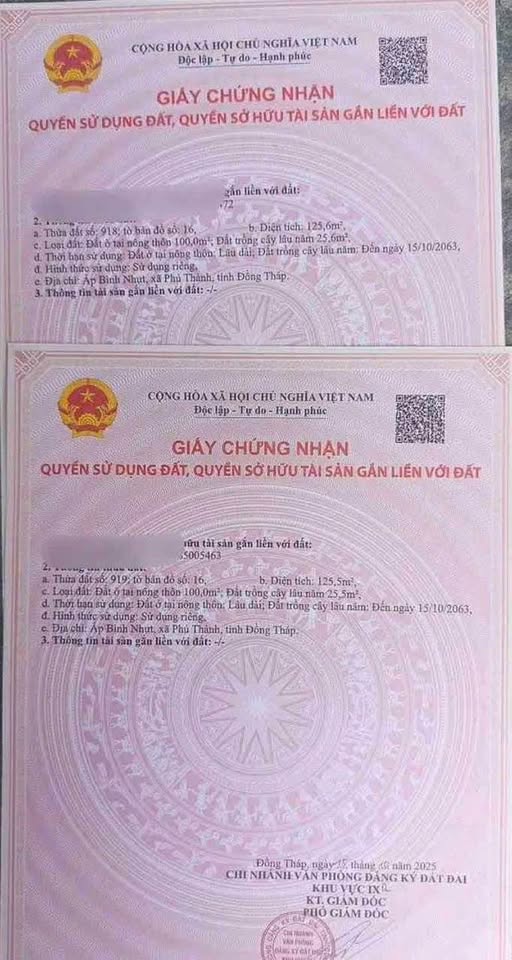 CỘNG HÒA XÃ HỘI CHỦ NGHĨA VIỆT NAM
Độc lập - Tự do - Hạnh phúc
GIẤY CHỨNG NHẬN
QUYỀN SỬ DỤNG ĐẤT, QUYỀN SỞ HỮU TÀI SẢN GẮN LIỀN VỚI ĐẤT
gắn liền với đất:
72
2.
a. Thửa đất số: 918; tờ bản đồ số: 16, b. Diện tích: 125,6m²,
c. Loại đất: Đất ở tại nông thôn 100,0m²; Đất trồng cây lâu năm 25,6m²,
d. Thời hạn sử dụng: Đất ở tại nông thôn: Lâu dài; Đất trồng cây lâu năm: Đến ngày 15/10/2063,
đ. Hình thức sử dụng: Sử dụng riêng,
e. Địa chỉ: Ấp Bình Nhựt, xã Phú Thành, tỉnh Đồng Tháp.
3. Thông tin tài sản gắn liền với đất: -/-
CỘNG HÒA XÃ HỘI CHỦ NGHĨA VIỆT NAM
Độc lập - Tự do - Hạnh phúc
GIẤY CHỨNG NHẬN
QUYỀN SỬ DỤNG ĐẤT, QUYỀN SỞ HỮU TÀI SẢN GẮN LIỀN VỚI ĐẤT
hữu tài sản gắn liền với đất:
5005463
2.
a. Thửa đất số: 919; tờ bản đồ số: 16, b. Diện tích: 125,5m²,
c. Loại đất: Đất ở tại nông thôn 100,0m²; Đất trồng cây lâu năm 25,5m²,
d. Thời hạn sử dụng: Đất ở tại nông thôn: Lâu dài; Đất trồng cây lâu năm: Đến ngày 15/10/2063,
đ. Hình thức sử dụng: Sử dụng riêng,
e. Địa chỉ: Ấp Bình Nhựt, xã Phú Thành, tỉnh Đồng Tháp.
3. Thông tin tài sản gắn liền với đất: -/-
Đồng Tháp, ngày tháng năm 2025
CHI NHÁNH VĂN PHÒNG ĐĂNG KÝ ĐẤT ĐAI
KHU VỰC IX
KT. GIÁM ĐỐC
PHÓ GIÁM ĐỐC
CHI NHÁNH
VĂN PHÒNG
ĐĂNG KÝ ĐẤT